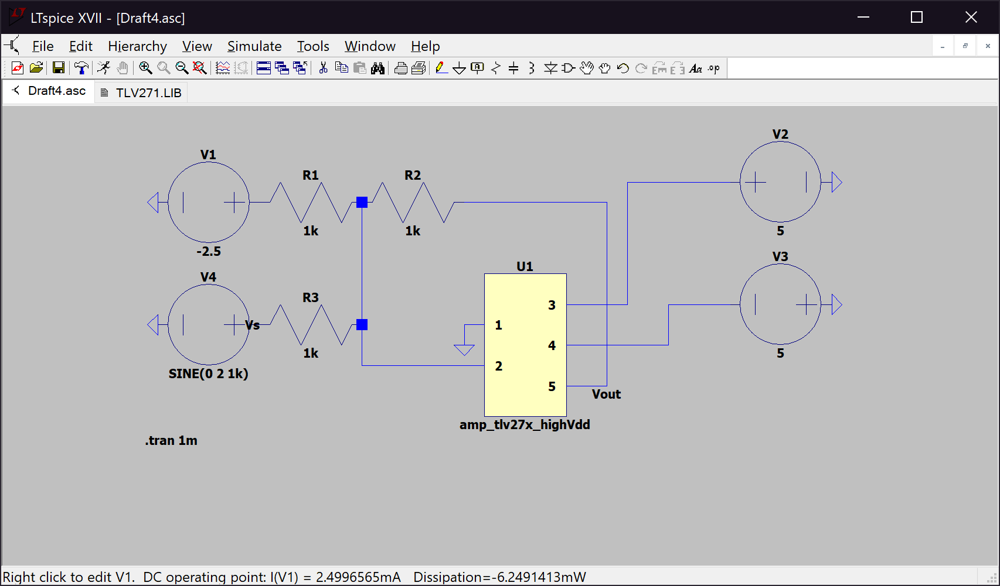 LTspice XVII - [Draft4.asc]
File Edit Hierarchy View Simulate Tools Window Help
Draft4.asc TLV271.LIB
V1
-2.5
R1
1k
R2
1k
V2
5
V4
Vs
SINE(0 2 1k)
R3
1k
U1
3
1
4
2
5
amp_tlv27x_highVdd
Vout
V3
5
.tran 1m
Right click to edit V1. DC operating point: I(V1) = 2.4996565mA Dissipation=-6.2491413mW